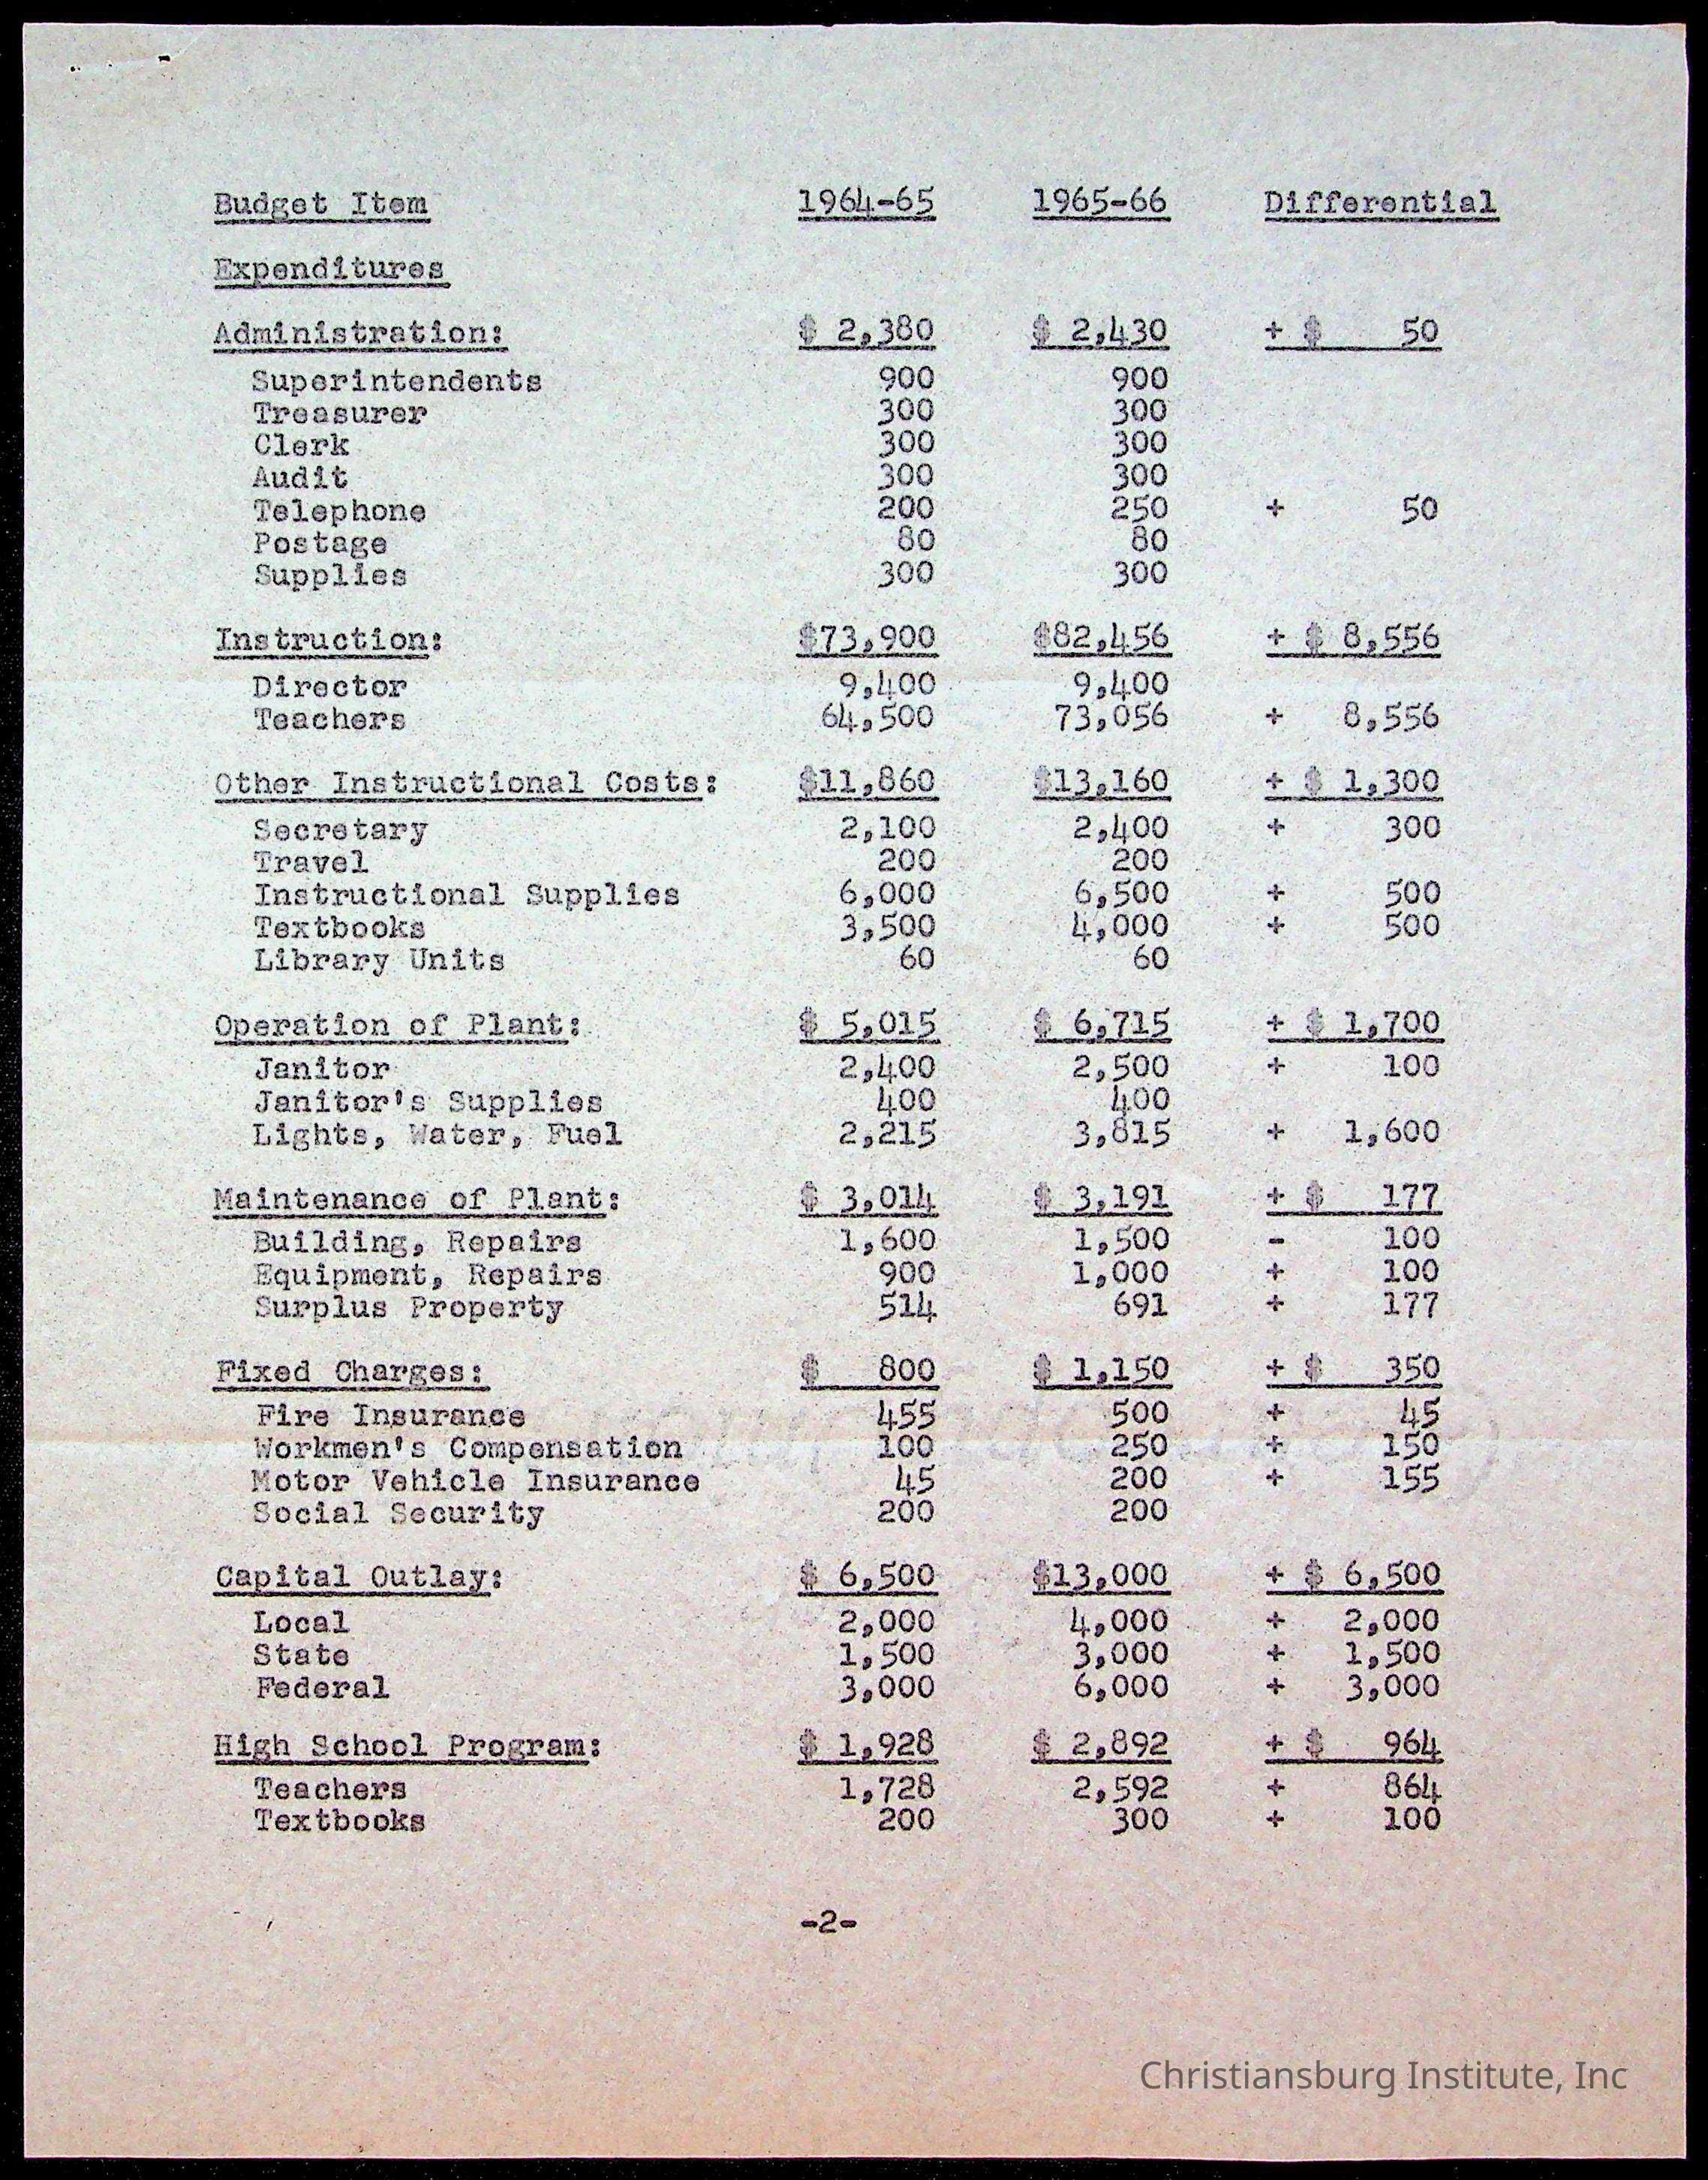 Budget Item 1964-65 1965-66 Differential
Expenditures
Administration: $ 2,380 $ 2,430 + $ 50
Superintendents 900 900
Treasurer 300 300
Clerk 300 300
Audit 300 300
Telephone 200 250 + 50
Postage 80 80
Supplies 300 300
Instruction: $73,900 $82,456 + $ 8,556
Director 9,400 9,400
Teachers 64,500 73,056 + 8,556
Other Instructional Costs: $11,860 $13,160 + $ 1,300
Secretary 2,100 2,400 + 300
Travel 200 200
Instructional Supplies 6,000 6,500 + 500
Textbooks 3,500 4,000 + 500
Library Units 60 60
Operation of Plant: $ 5,015 $ 6,715 + $ 1,700
Janitor 2,400 2,500 + 100
Janitor's Supplies 400 400
Lights, Water, Fuel 2,215 3,815 + 1,600
Maintenance of Plant: $ 3,014 $ 3,191 + $ 177
Building, Repairs 1,600 1,500 - 100
Equipment, Repairs 900 1,000 + 100
Surplus Property 514 691 + 177
Fixed Charges: $ 800 $ 1,150 + $ 350
Fire Insurance 455 500 + 45
Workmen's Compensation 100 250 + 150
Motor Vehicle Insurance 45 200 + 155
Social Security 200 200
Capital Outlay: $ 6,500 $13,000 + $ 6,500
Local 2,000 4,000 + 2,000
State 1,500 3,000 + 1,500
Federal 3,000 6,000 + 3,000
High School Program: $ 1,928 $ 2,892 + $ 964
Teachers 1,728 2,592 + 864
Textbooks 200 300 + 100
-2-
Christiansburg Institute, Inc